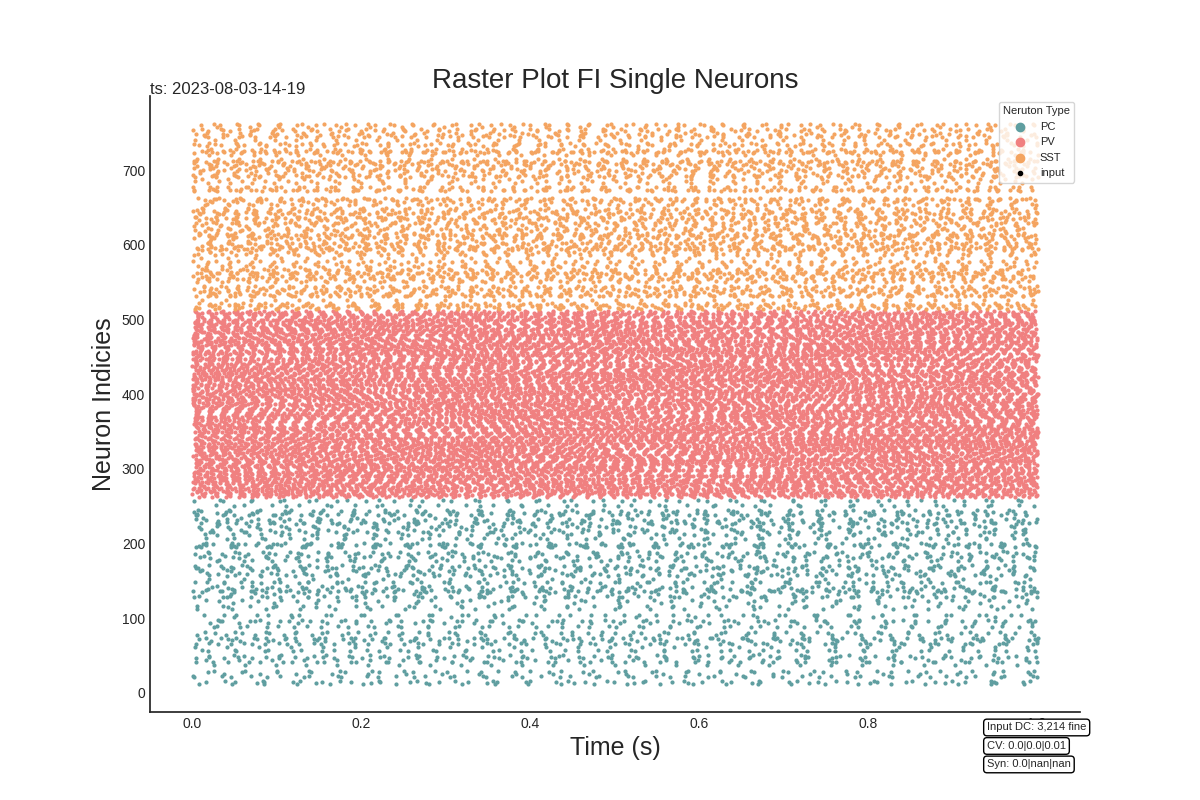 Raster Plot FI Single Neurons
ts: 2023-08-03-14-19
Neruton Type
PC
PV
SST
input
Neuron Indicies
700
600
500
400
300
200
100
0
0.0 0.2 0.4 0.6 0.8
Time (s)
Input DC: 3,214 fine
CV: 0.0|0.0|0.01
Syn: 0.0|nan|nan